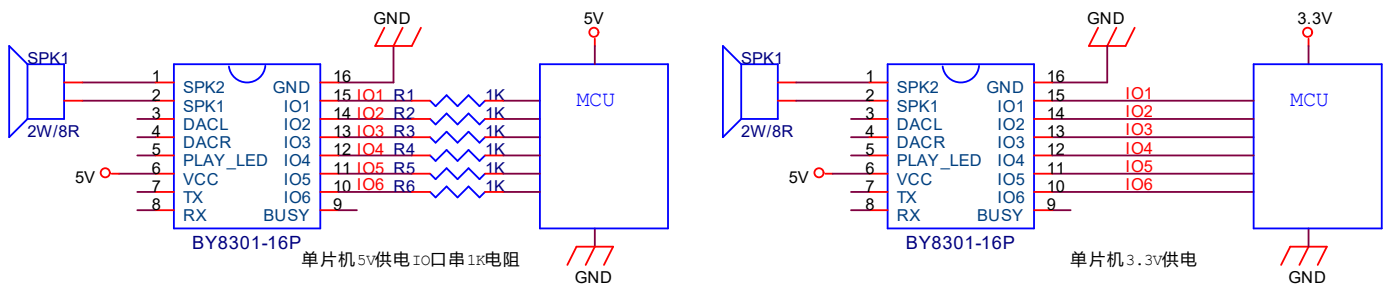 GND
5V
SPK1
1 SPK2 GND 16
2 SPK1 IO1 15 IO1 R1 1K
3 DACL IO2 14 IO2 R2 1K
4 DACR IO3 13 IO3 R3 1K
5 PLAY_LED IO4 12 IO4 R4 1K
5V 6 VCC IO5 11 IO5 R5 1K
7 TX IO6 10 IO6 R6 1K
8 RX BUSY 9
2W/8R
MCU
BY8301-16P
GND
单片机5V供电IO口串1K电阻
GND
3.3V
SPK1
1 SPK2 GND 16
2 SPK1 IO1 15 IO1
3 DACL IO2 14 IO2
4 DACR IO3 13 IO3
5 PLAY_LED IO4 12 IO4
5V 6 VCC IO5 11 IO5
7 TX IO6 10 IO6
8 RX BUSY 9
2W/8R
MCU
BY8301-16P
GND
单片机3.3V供电